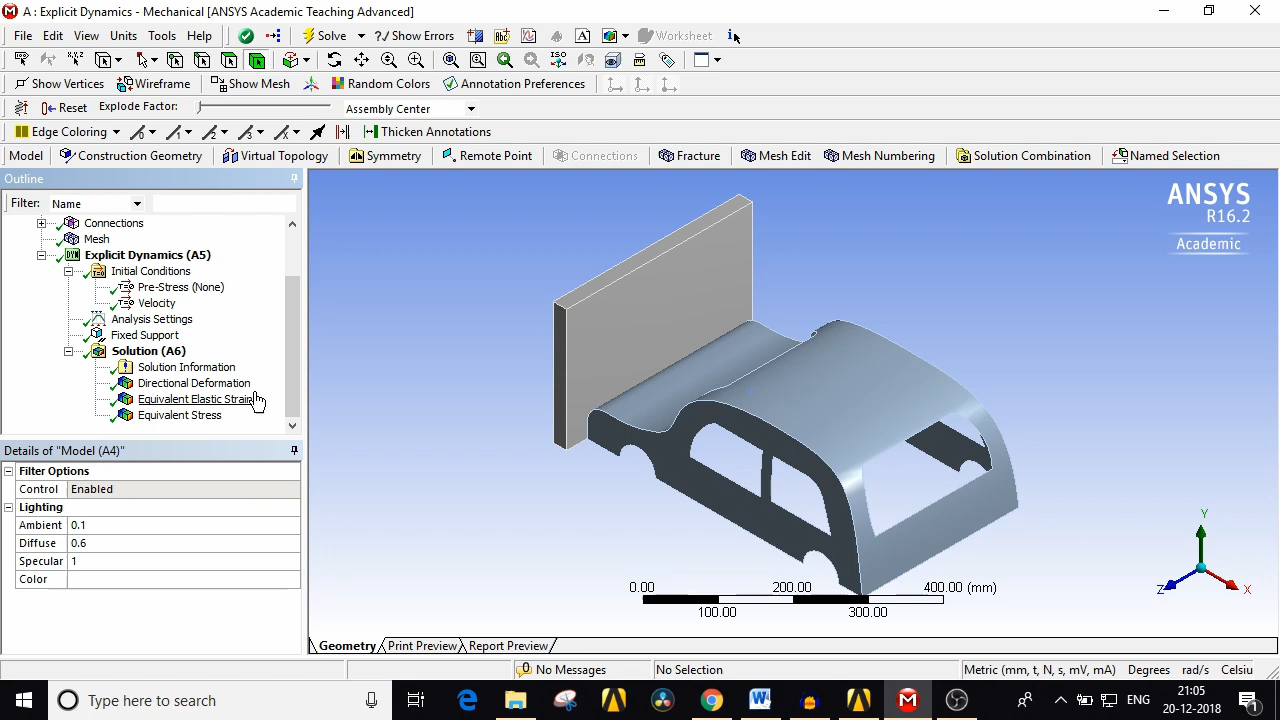 A : Explicit Dynamics - Mechanical [ANSYS Academic Teaching Advanced]
File Edit View Units Tools Help Solve ?/ Show Errors Worksheet
Show Vertices Wireframe Show Mesh Random Colors Annotation Preferences
Reset Explode Factor: Assembly Center
Edge Coloring Thicken Annotations
Model Construction Geometry Virtual Topology Symmetry Remote Point Connections Fracture Mesh Edit Mesh Numbering Solution Combination Named Selection
Outline
Filter: Name
Connections
Mesh
Explicit Dynamics (A5)
Initial Conditions
Pre-Stress (None)
Velocity
Analysis Settings
Fixed Support
Solution (A6)
Solution Information
Directional Deformation
Equivalent Elastic Strain
Equivalent Stress
Details of "Model (A4)"
Filter Options
Control Enabled
Lighting
Ambient 0.1
Diffuse 0.6
Specular 1
Color
ANSYS
R16.2
Academic
Y
Z
X
0.00 200.00 400.00 (mm)
100.00 300.00
Geometry Print Preview Report Preview
0 No Messages No Selection Metric (mm, t, N, s, mV, mA) Degrees rad/s Celsiu
Type here to search
ENG
21:05
20-12-2018
1